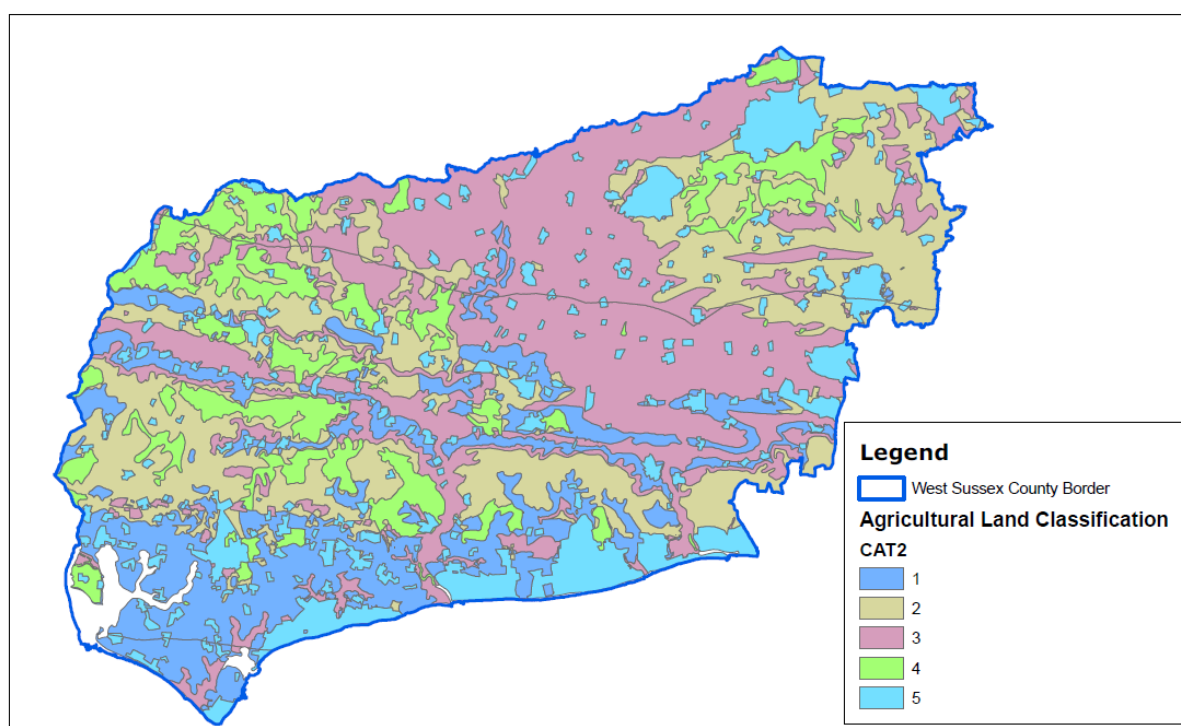 Legend
West Sussex County Border
Agricultural Land Classification
CAT2
1
2
3
4
5